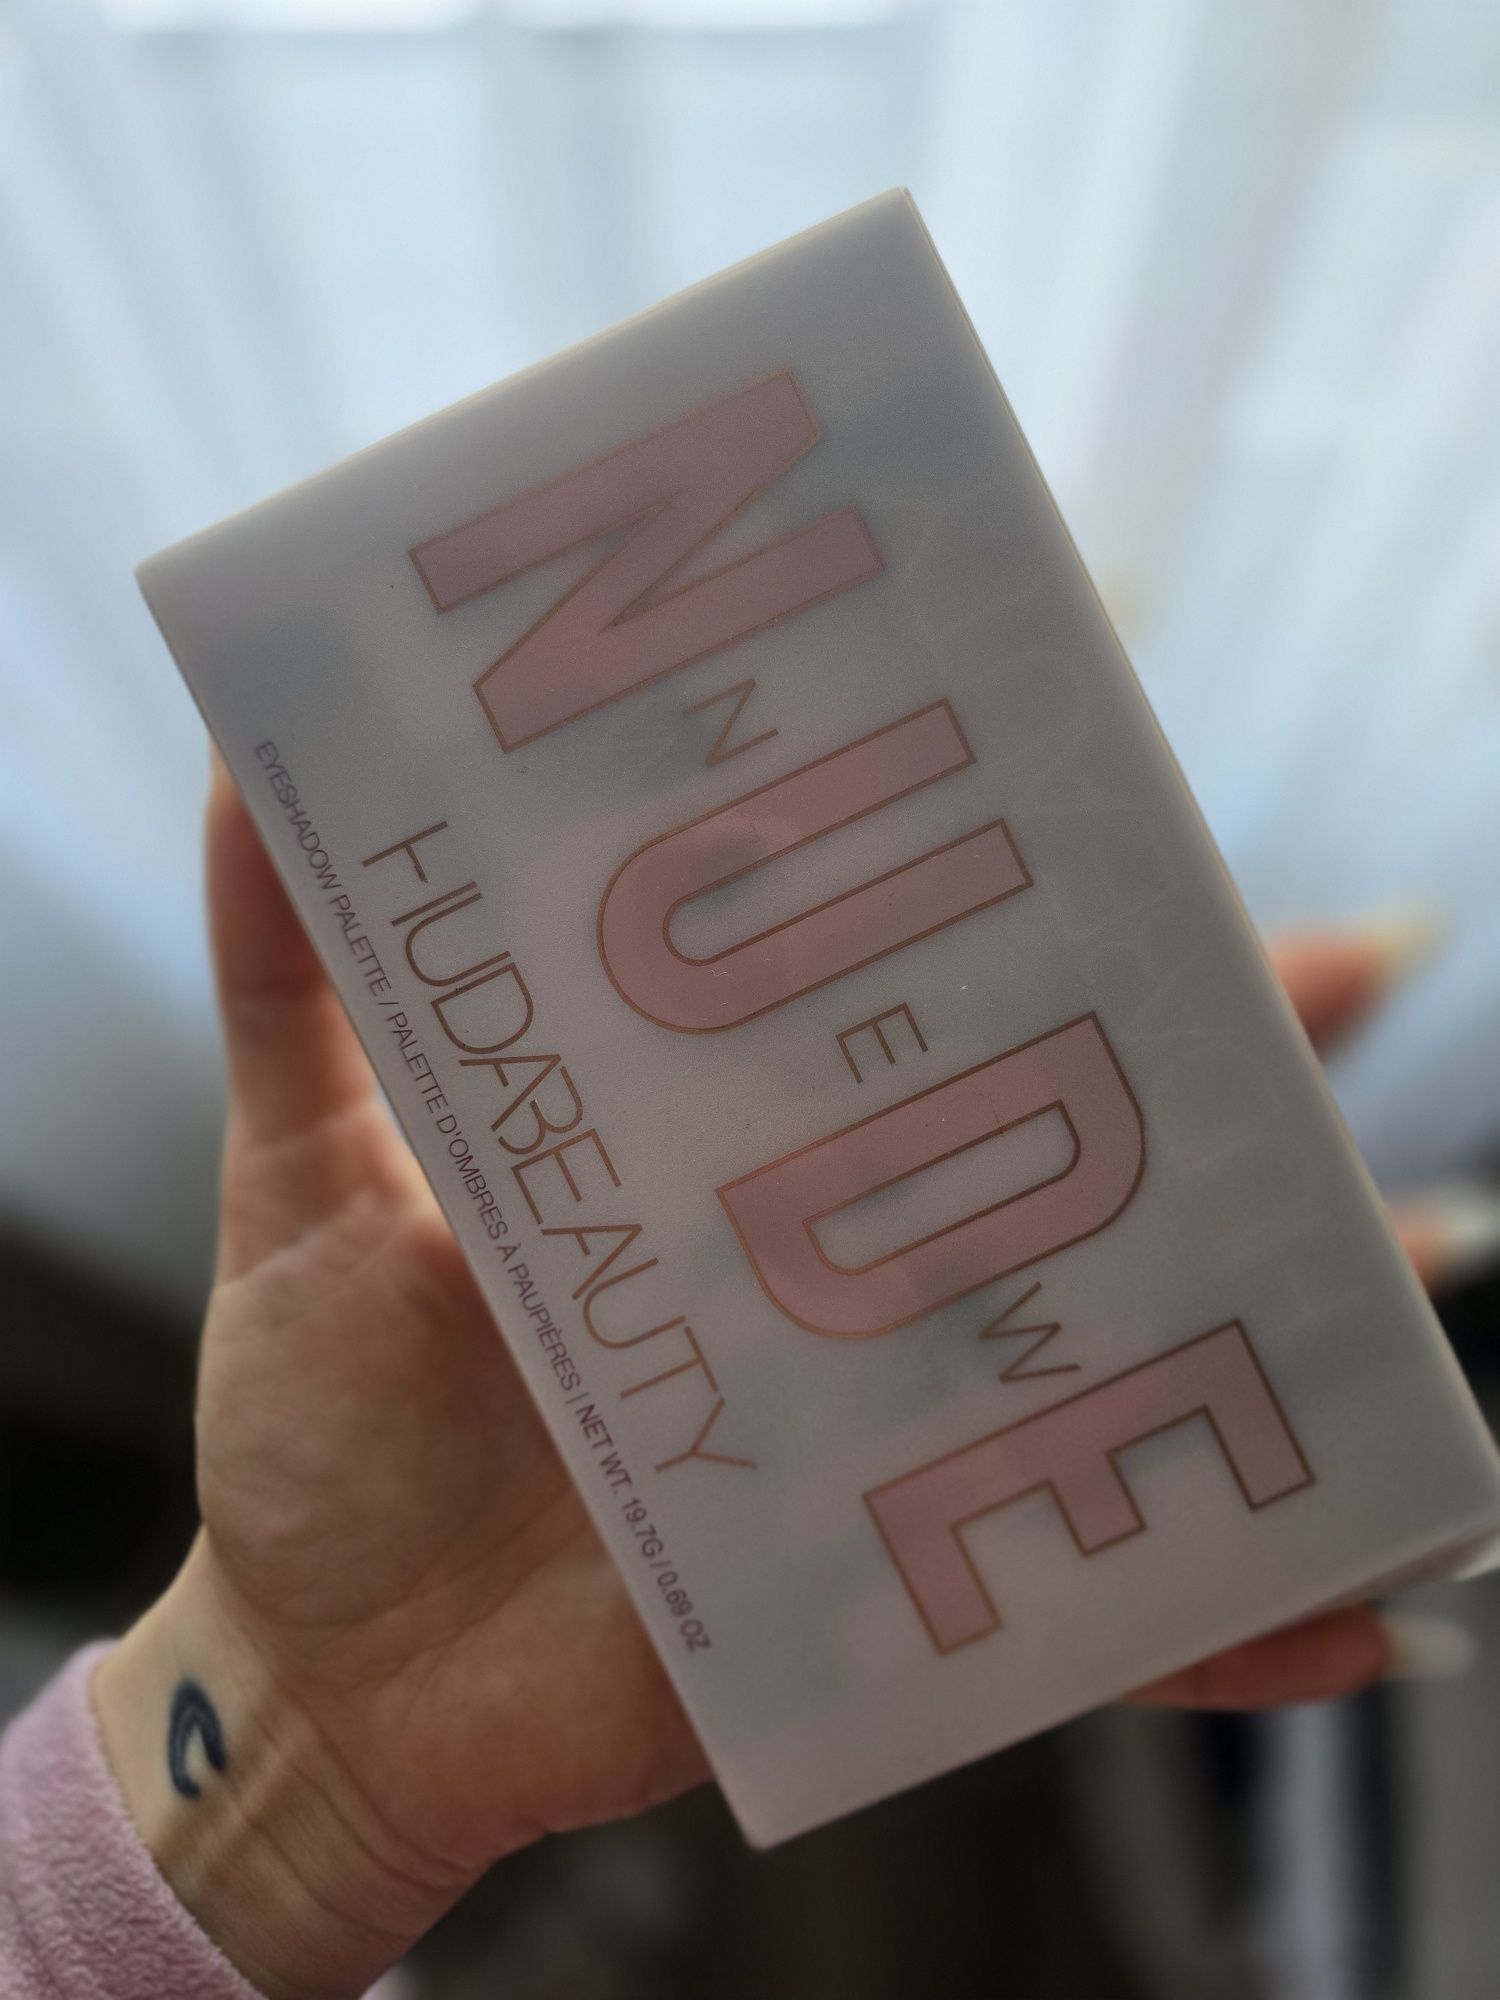 NUDE
NEW
HUDABEAUTY
EYESHADOW PALETTE / PALETTE D'OMBRES À PAUPIÈRES | NET WT. 19.7G / 0.69 OZ